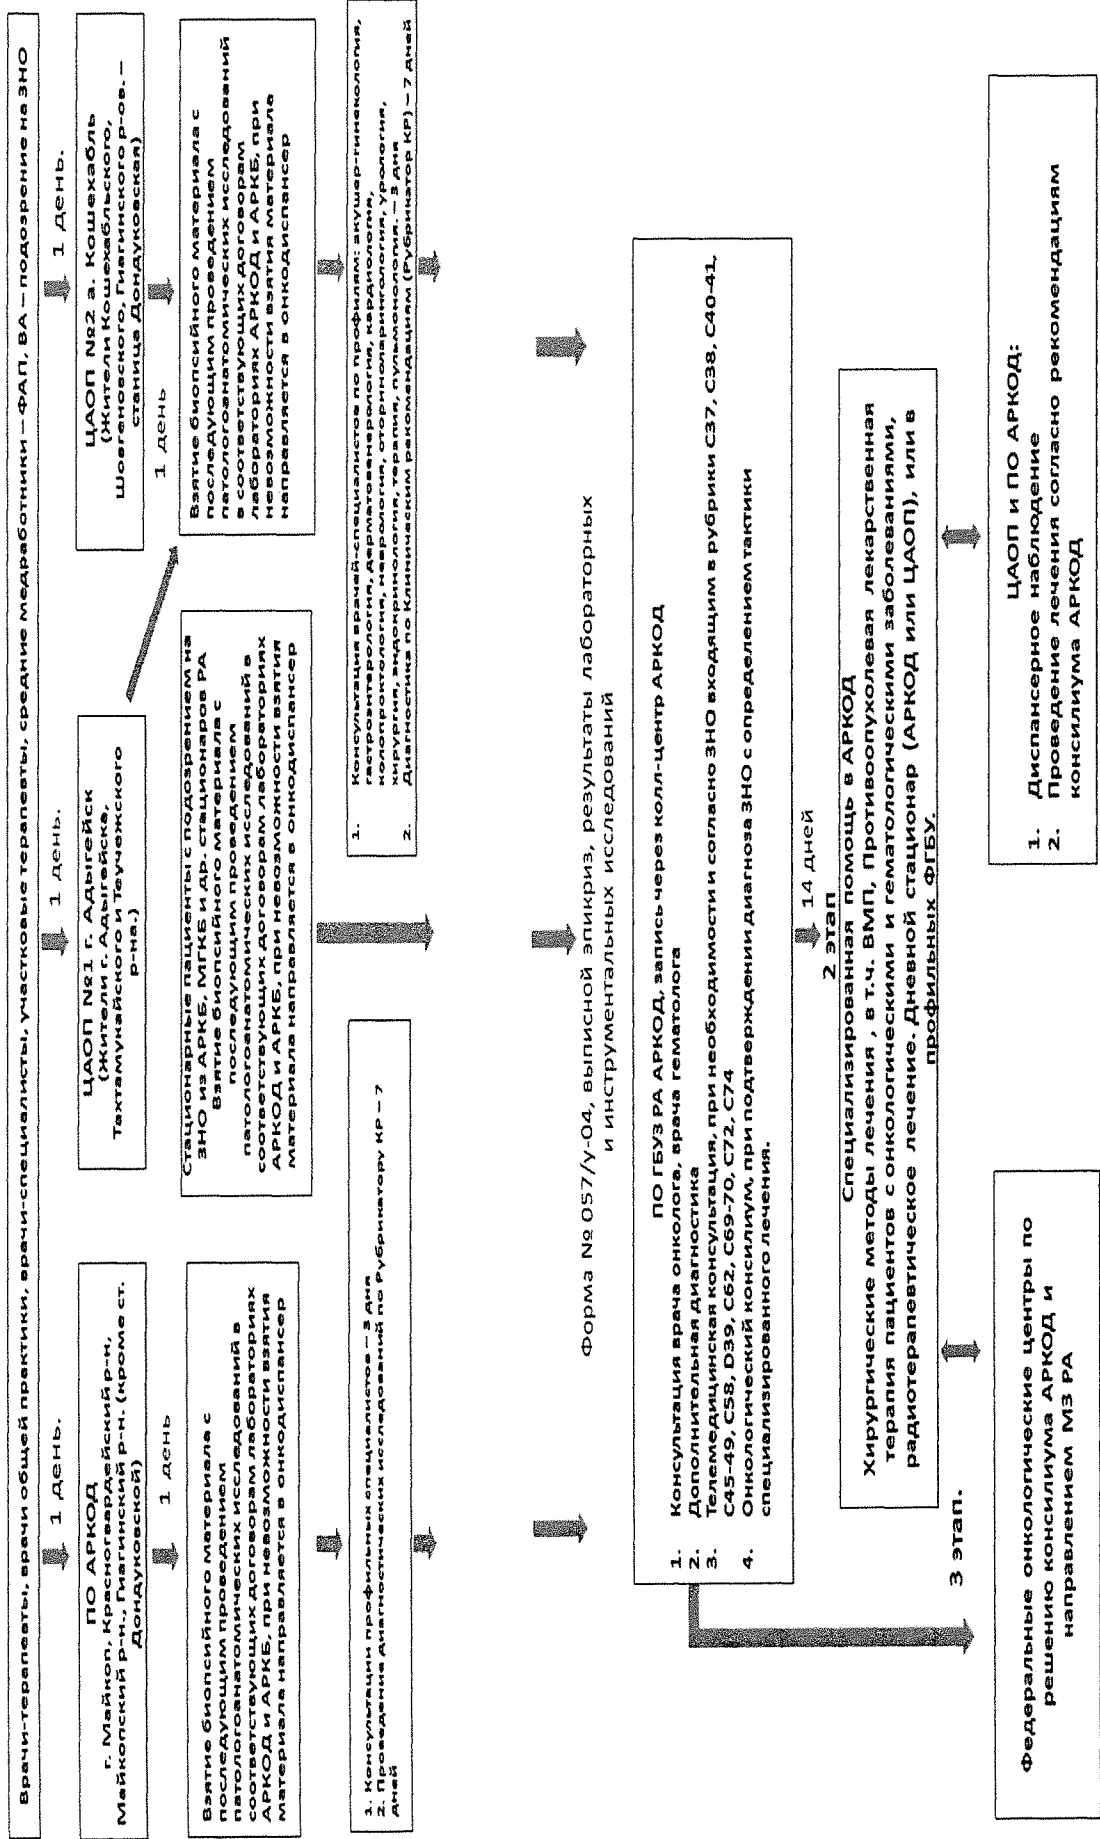 Врачи-терапевты, врачи общей практики, врачи-специалисты, участковые терапевты, средние медработники – ФАП, ВА – подозрение на ЗНО
1 день.
1 день.
1 день.
ПО АРКОД
г. Майкоп, Красногвардейский р-н,
Майкопский р-н., Гиагинский р-н. (кроме ст.
Дондуковской)
ЦАОП №1 г. Адыгейск
(Жители г. Адыгейска,
Тахтамукайского и Теучежского
р-на.)
ЦАОП №2 а. Кошехабль
(Жители Кошехабльского,
Шовгеновского, Гиагинского р-ов. –
станица Дондуковская)
1 день
1 день
Взятие биопсийного материала с
последующим проведением
патологоанатомических исследований в
соответствующих договорам лабораториях
АРКОД и АРКБ, при невозможности взятия
материала направляется в онкодиспансер
Стационарные пациенты с подозрением на
ЗНО из АРКБ, МГКБ и др. стационаров РА
Взятие биопсийного материала с
последующим проведением
патологоанатомических исследований в
соответствующих договорам лабораториях
АРКОД и АРКБ, при невозможности взятия
материала направляется в онкодиспансер
Взятие биопсийного материала с
последующим проведением
патологоанатомических исследований
в соответствующих договорам
лабораториях АРКОД и АРКБ, при
невозможности взятия материала
направляется в онкодиспансер
1. Консультации профильных специалистов – 3 дня
2. Проведение диагностических исследований по Рубрикатору КР – 7
дней
1. Консультация врачей-специалистов по профилям: акушер-гинекология,
гастроэнтерология, дерматовенерология, кардиология,
колопроктология, неврология, оториноларингология, урология,
хирургия, эндокринология, терапия, пульмонология. – 3 дня
2. Диагностика по Клиническим рекомендациям (Рубрикатор КР) – 7 дней
Форма № 057/у-04, выписной эпикриз, результаты лабораторных
и инструментальных исследований
ПО ГБУЗ РА АРКОД, запись через колл-центр АРКОД
1. Консультация врача онколога, врача гематолога
2. Дополнительная диагностика
3. Телемедицинская консультация, при необходимости и согласно ЗНО входящим в рубрики С37, С38, С40-41,
С45-49, С58, D39, С62, С69-70, С72, С74
4. Онкологический консилиум, при подтверждении диагноза ЗНО с определением тактики
специализированного лечения.
14 дней
2 этап
Специализированная помощь в АРКОД
Хирургические методы лечения , в т.ч. ВМП, Противоопухолевая лекарственная
терапия пациентов с онкологическими и гематологическими заболеваниями,
радиотерапевтическое лечение. Дневной стационар (АРКОД или ЦАОП), или в
профильных ФГБУ.
3 этап.
Федеральные онкологические центры по
решению консилиума АРКОД и
направлением МЗ РА
ЦАОП и ПО АРКОД:
1. Диспансерное наблюдение
2. Проведение лечения согласно рекомендациям
консилиума АРКОД